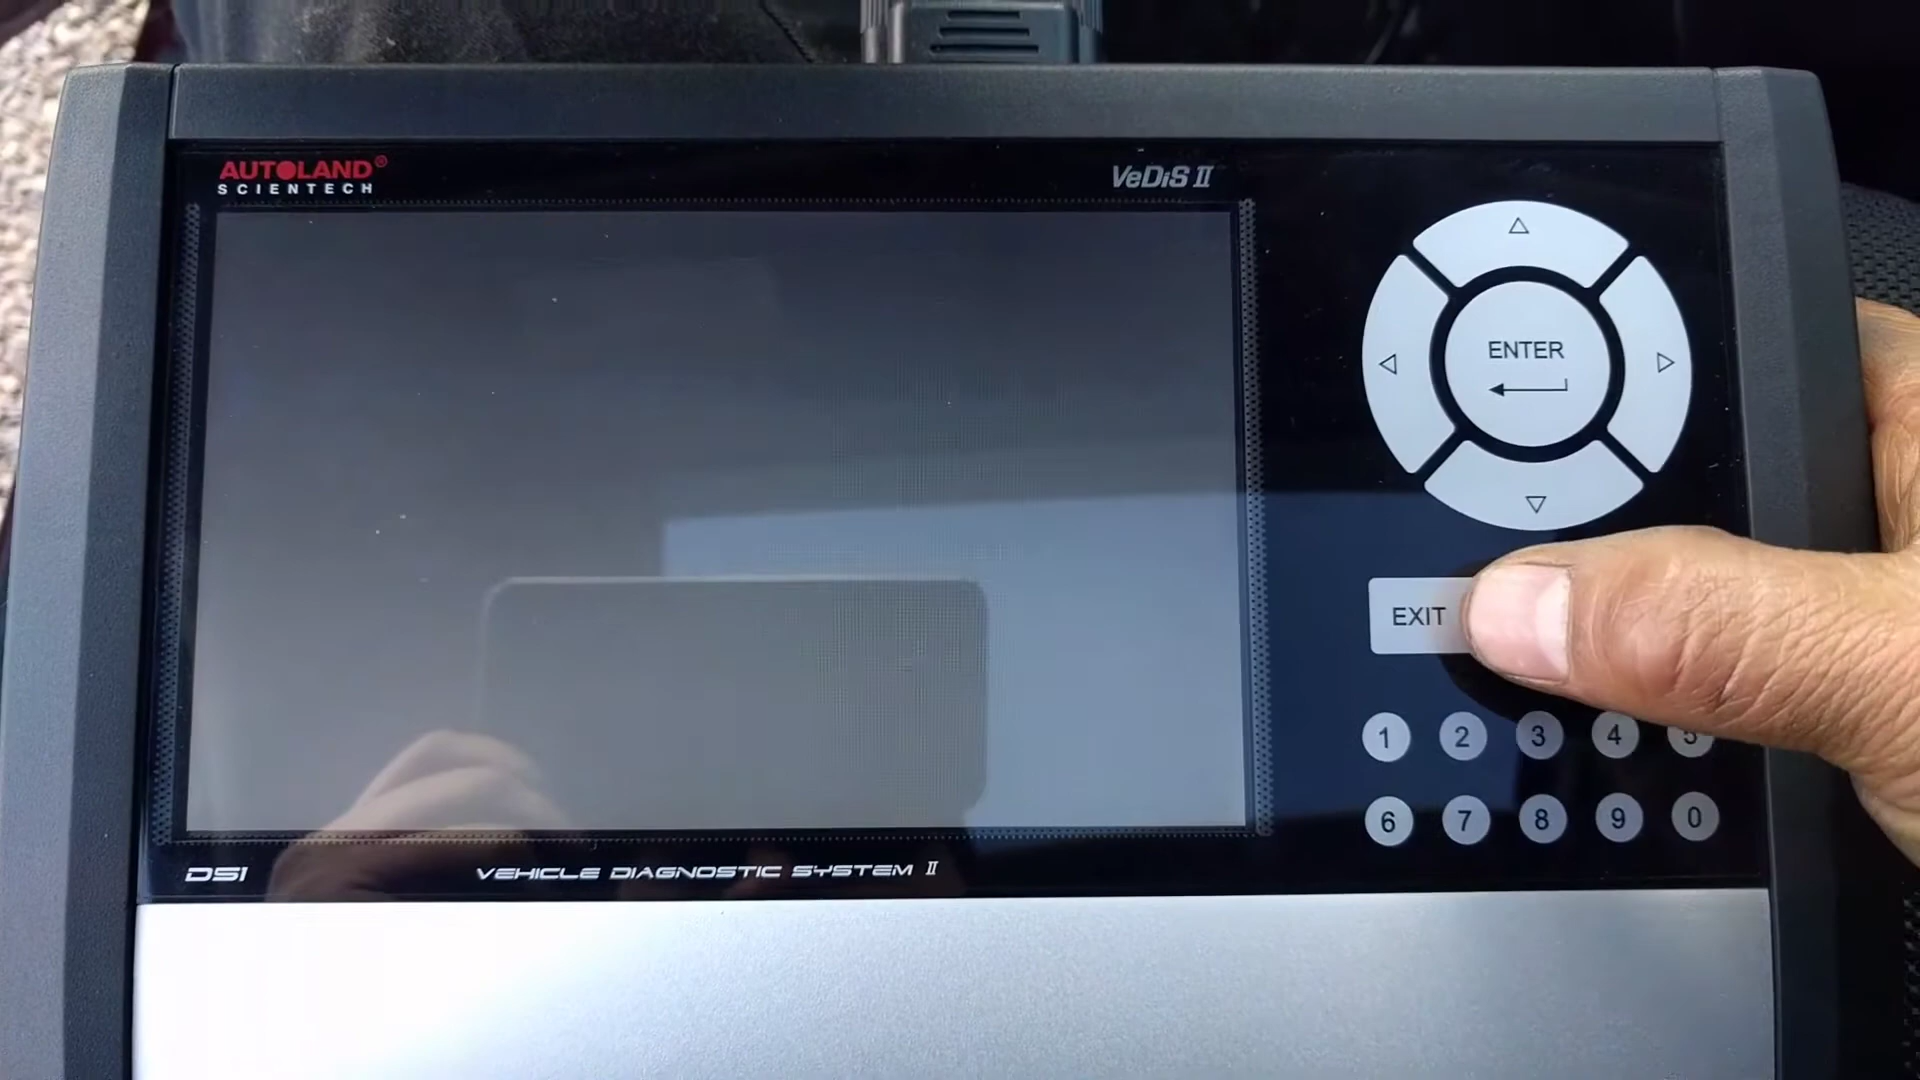 AUTOLAND®
SCIENTECH
VeDiS II
ENTER
EXIT
1 2 3 4 5
6 7 8 9 0
DS1
VEHICLE DIAGNOSTIC SYSTEM II